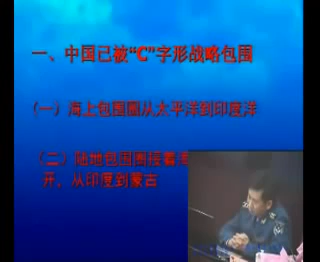 一、中国已被“C”字形战略包围
(一)海上包围圈从太平洋到印度洋
(二)陆地包围圈接着
开、从印度到蒙古